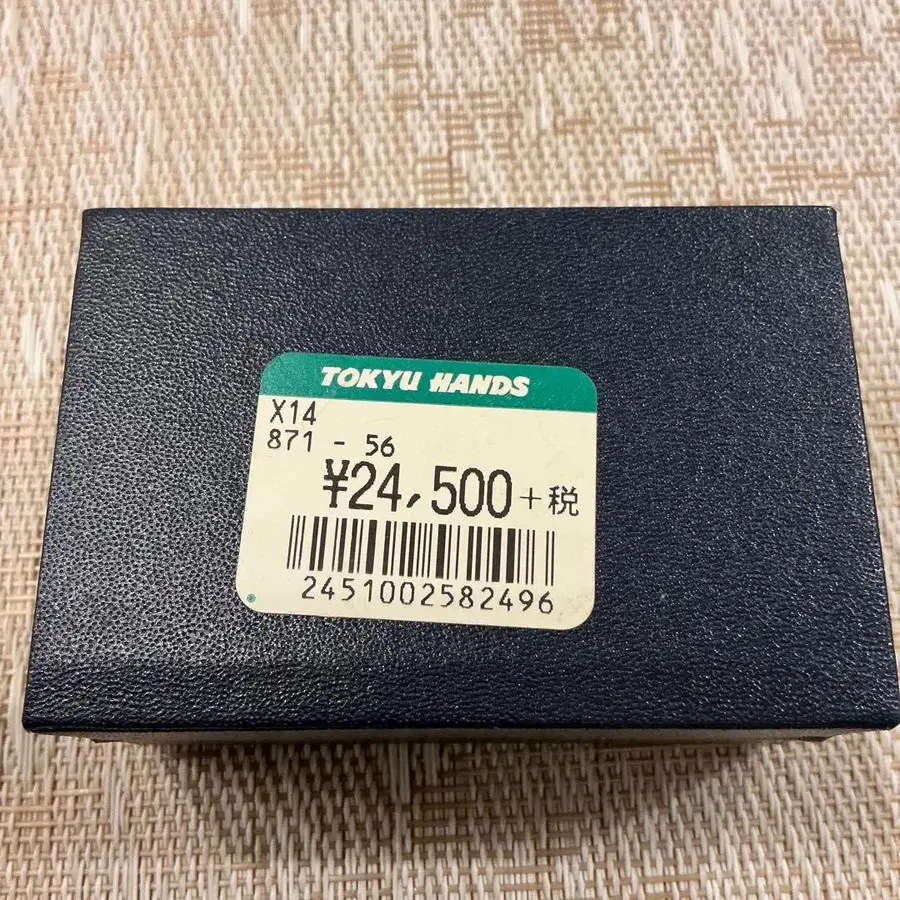 TOKYU HANDS
X14
871 - 56
¥24,500+税
2451002582496